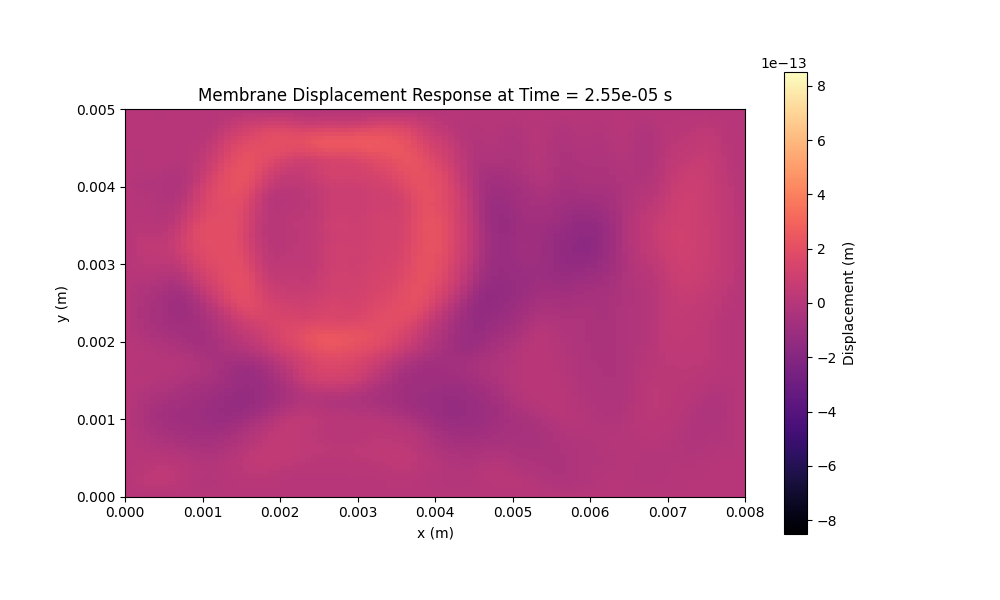 1e−13
Membrane Displacement Response at Time = 2.55e-05 s
0.005
0.004
0.003
0.002
0.001
0.000
y (m)
0.000 0.001 0.002 0.003 0.004 0.005 0.006 0.007 0.008
x (m)
8
6
4
2
0
−2
−4
−6
−8
Displacement (m)